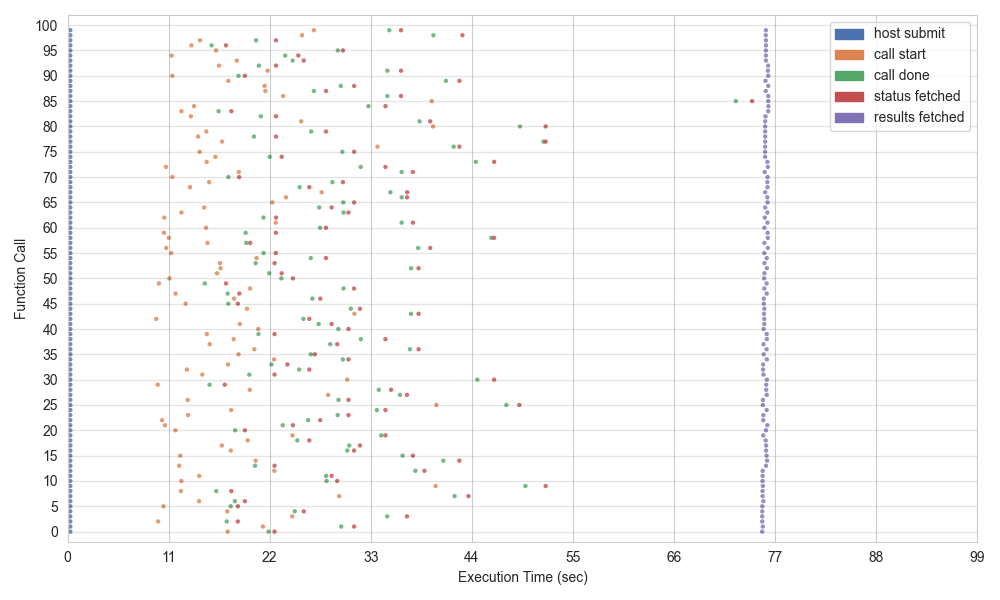 host submit
call start
call done
status fetched
results fetched
Function Call
100
95
90
85
80
75
70
65
60
55
50
45
40
35
30
25
20
15
10
5
0
0 11 22 33 44 55 66 77 88 99
Execution Time (sec)